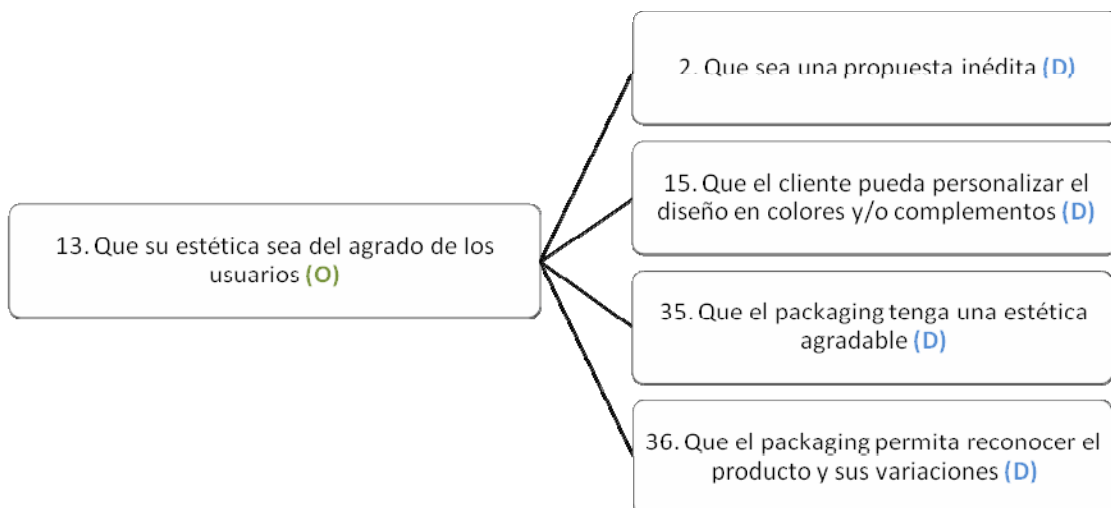 2. Que sea una propuesta inédita (D)
15. Que el cliente pueda personalizar el
diseño en colores y/o complementos (D)
13. Que su estética sea del agrado de los
usuarios (O)
35. Que el packaging tenga una estética
agradable (D)
36. Que el packaging permita reconocer el
producto y sus variaciones (D)